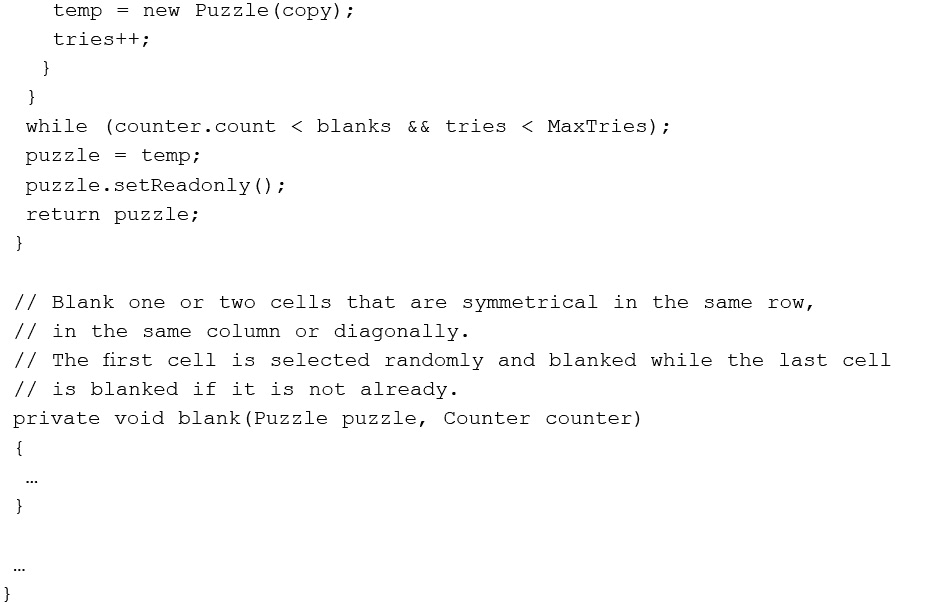 temp = new Puzzle(copy);
tries++;
}
}
while (counter.count < blanks && tries < MaxTries);
puzzle = temp;
puzzle.setReadonly();
return puzzle;
}
// Blank one or two cells that are symmetrical in the same row,
// in the same column or diagonally.
// The first cell is selected randomly and blanked while the last cell
// is blanked if it is not already.
private void blank(Puzzle puzzle, Counter counter)
{
…
}
…
}